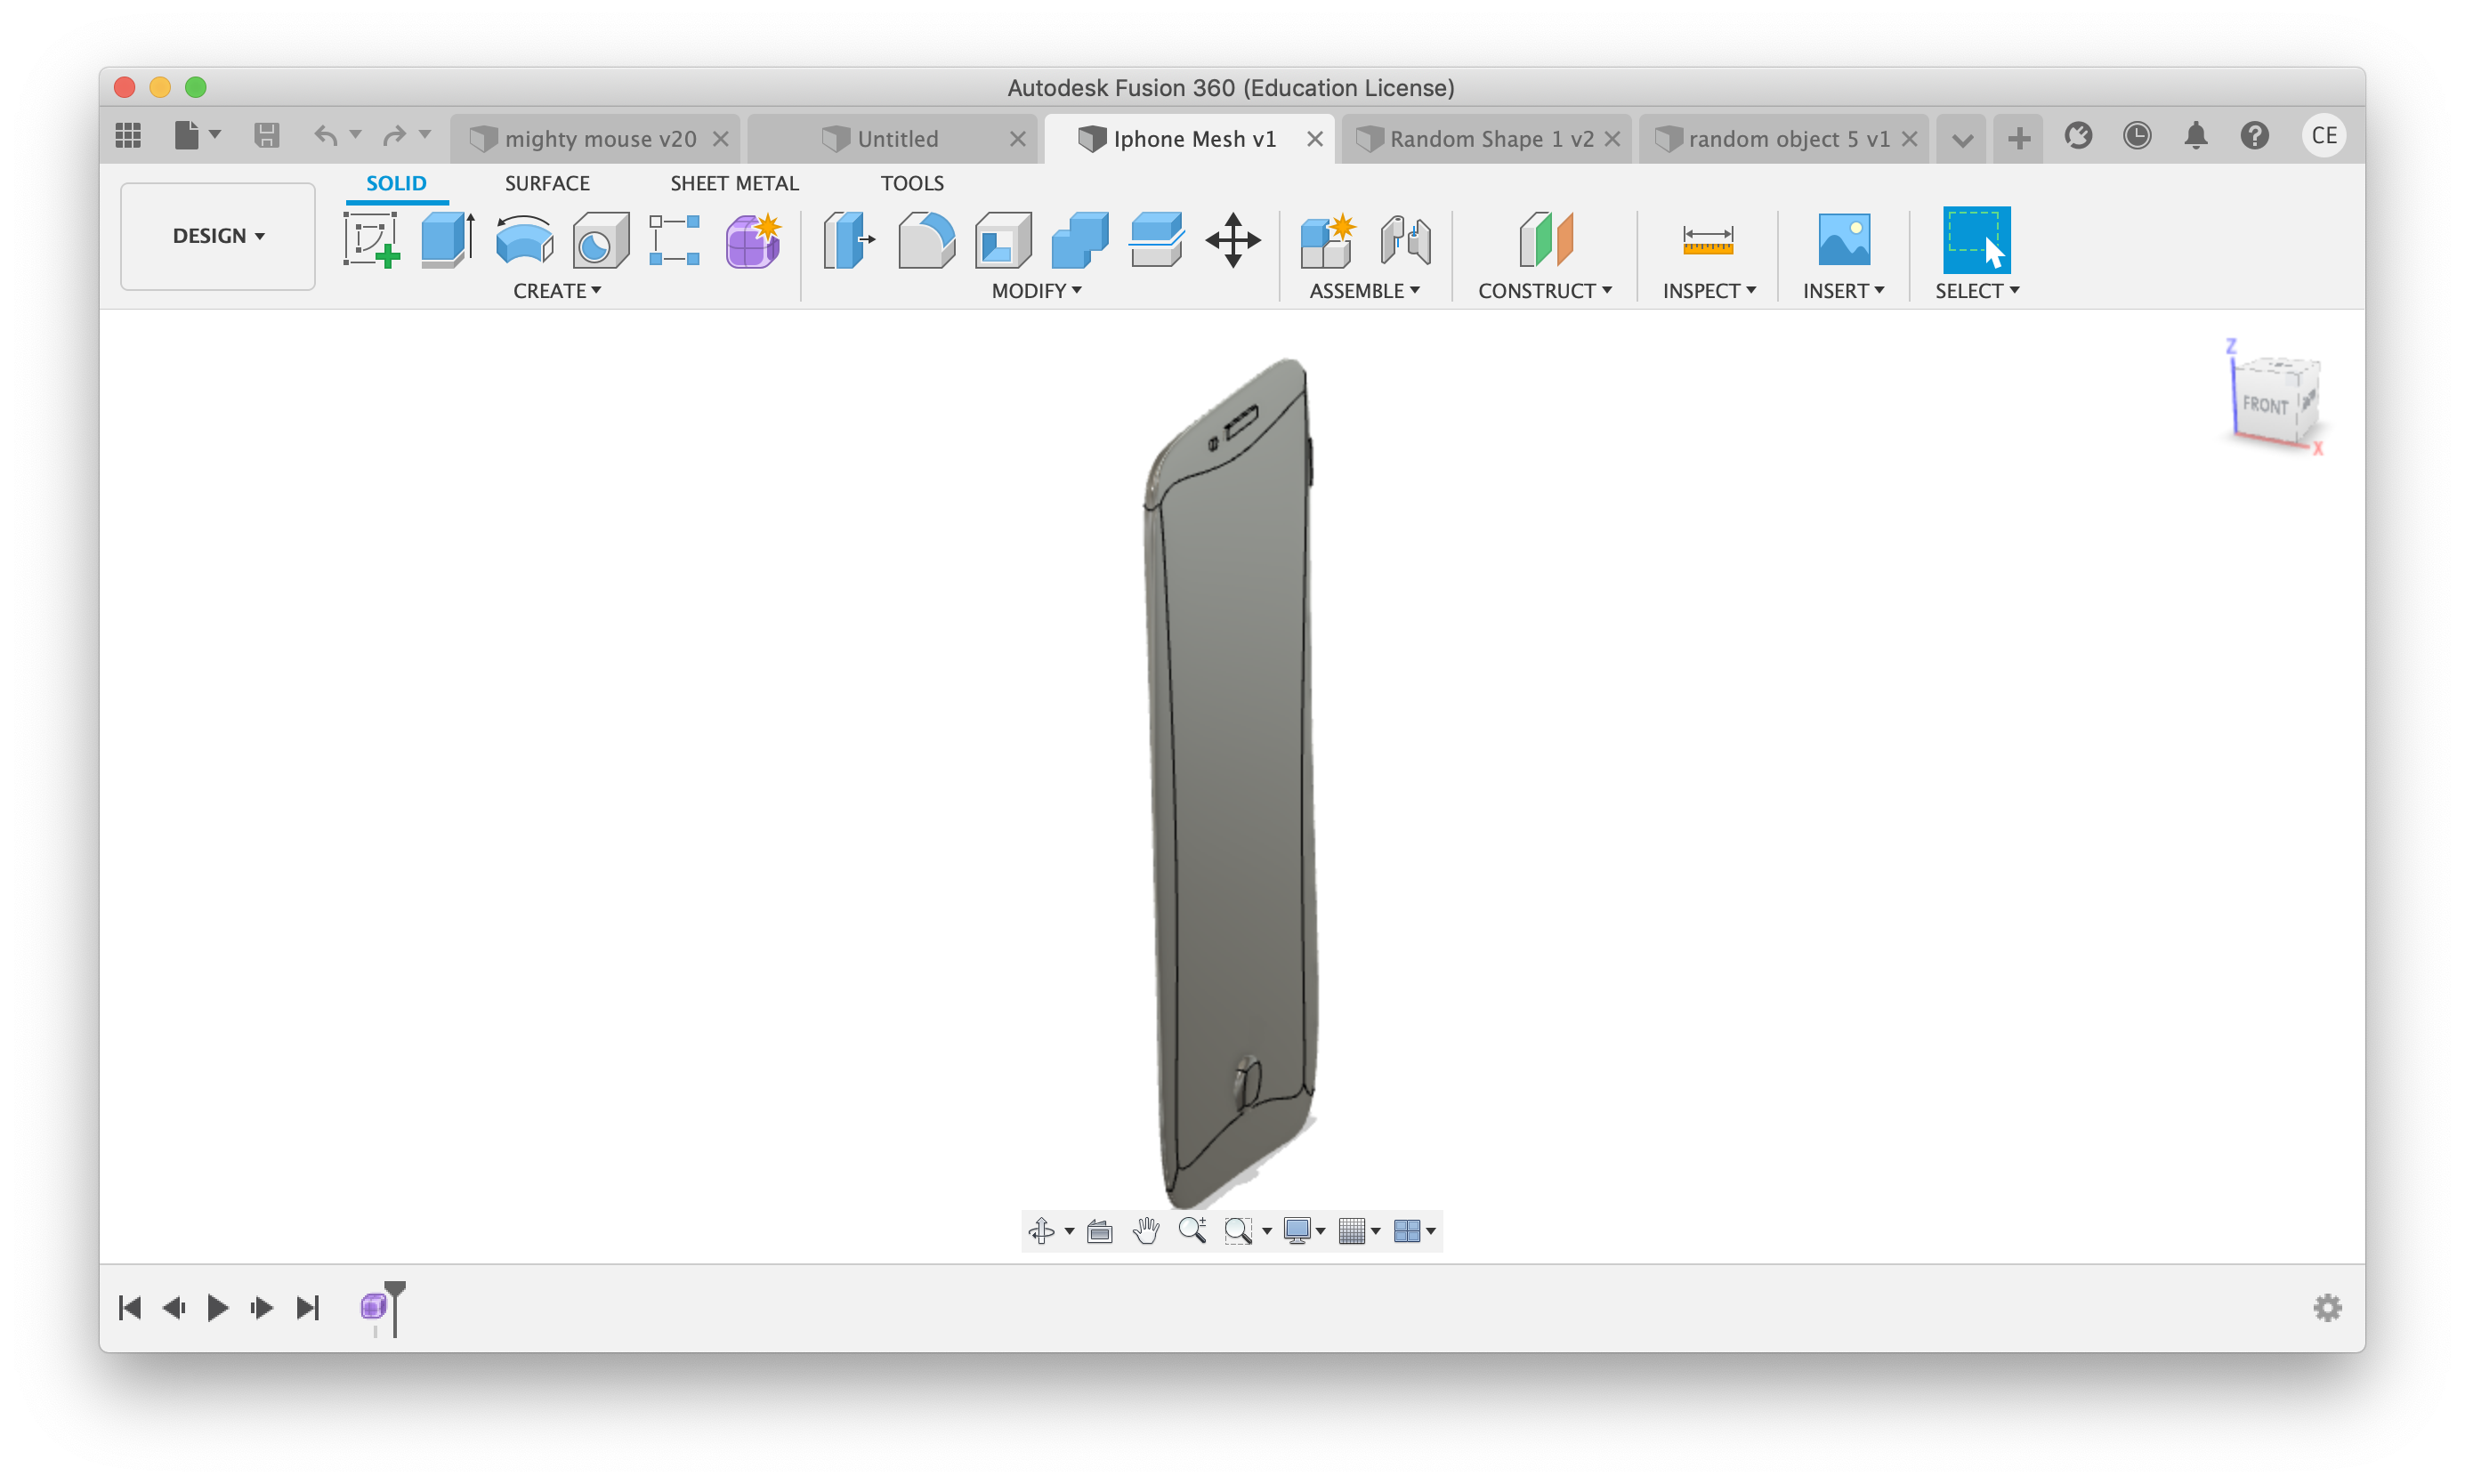 Autodesk Fusion 360 (Education License)
mighty mouse v20
Untitled
Iphone Mesh v1
Random Shape 1 v2
random object 5 v1
CE
SOLID
SURFACE
SHEET METAL
TOOLS
DESIGN
CREATE
MODIFY
ASSEMBLE
CONSTRUCT
INSPECT
INSERT
SELECT
Z
FRONT
X